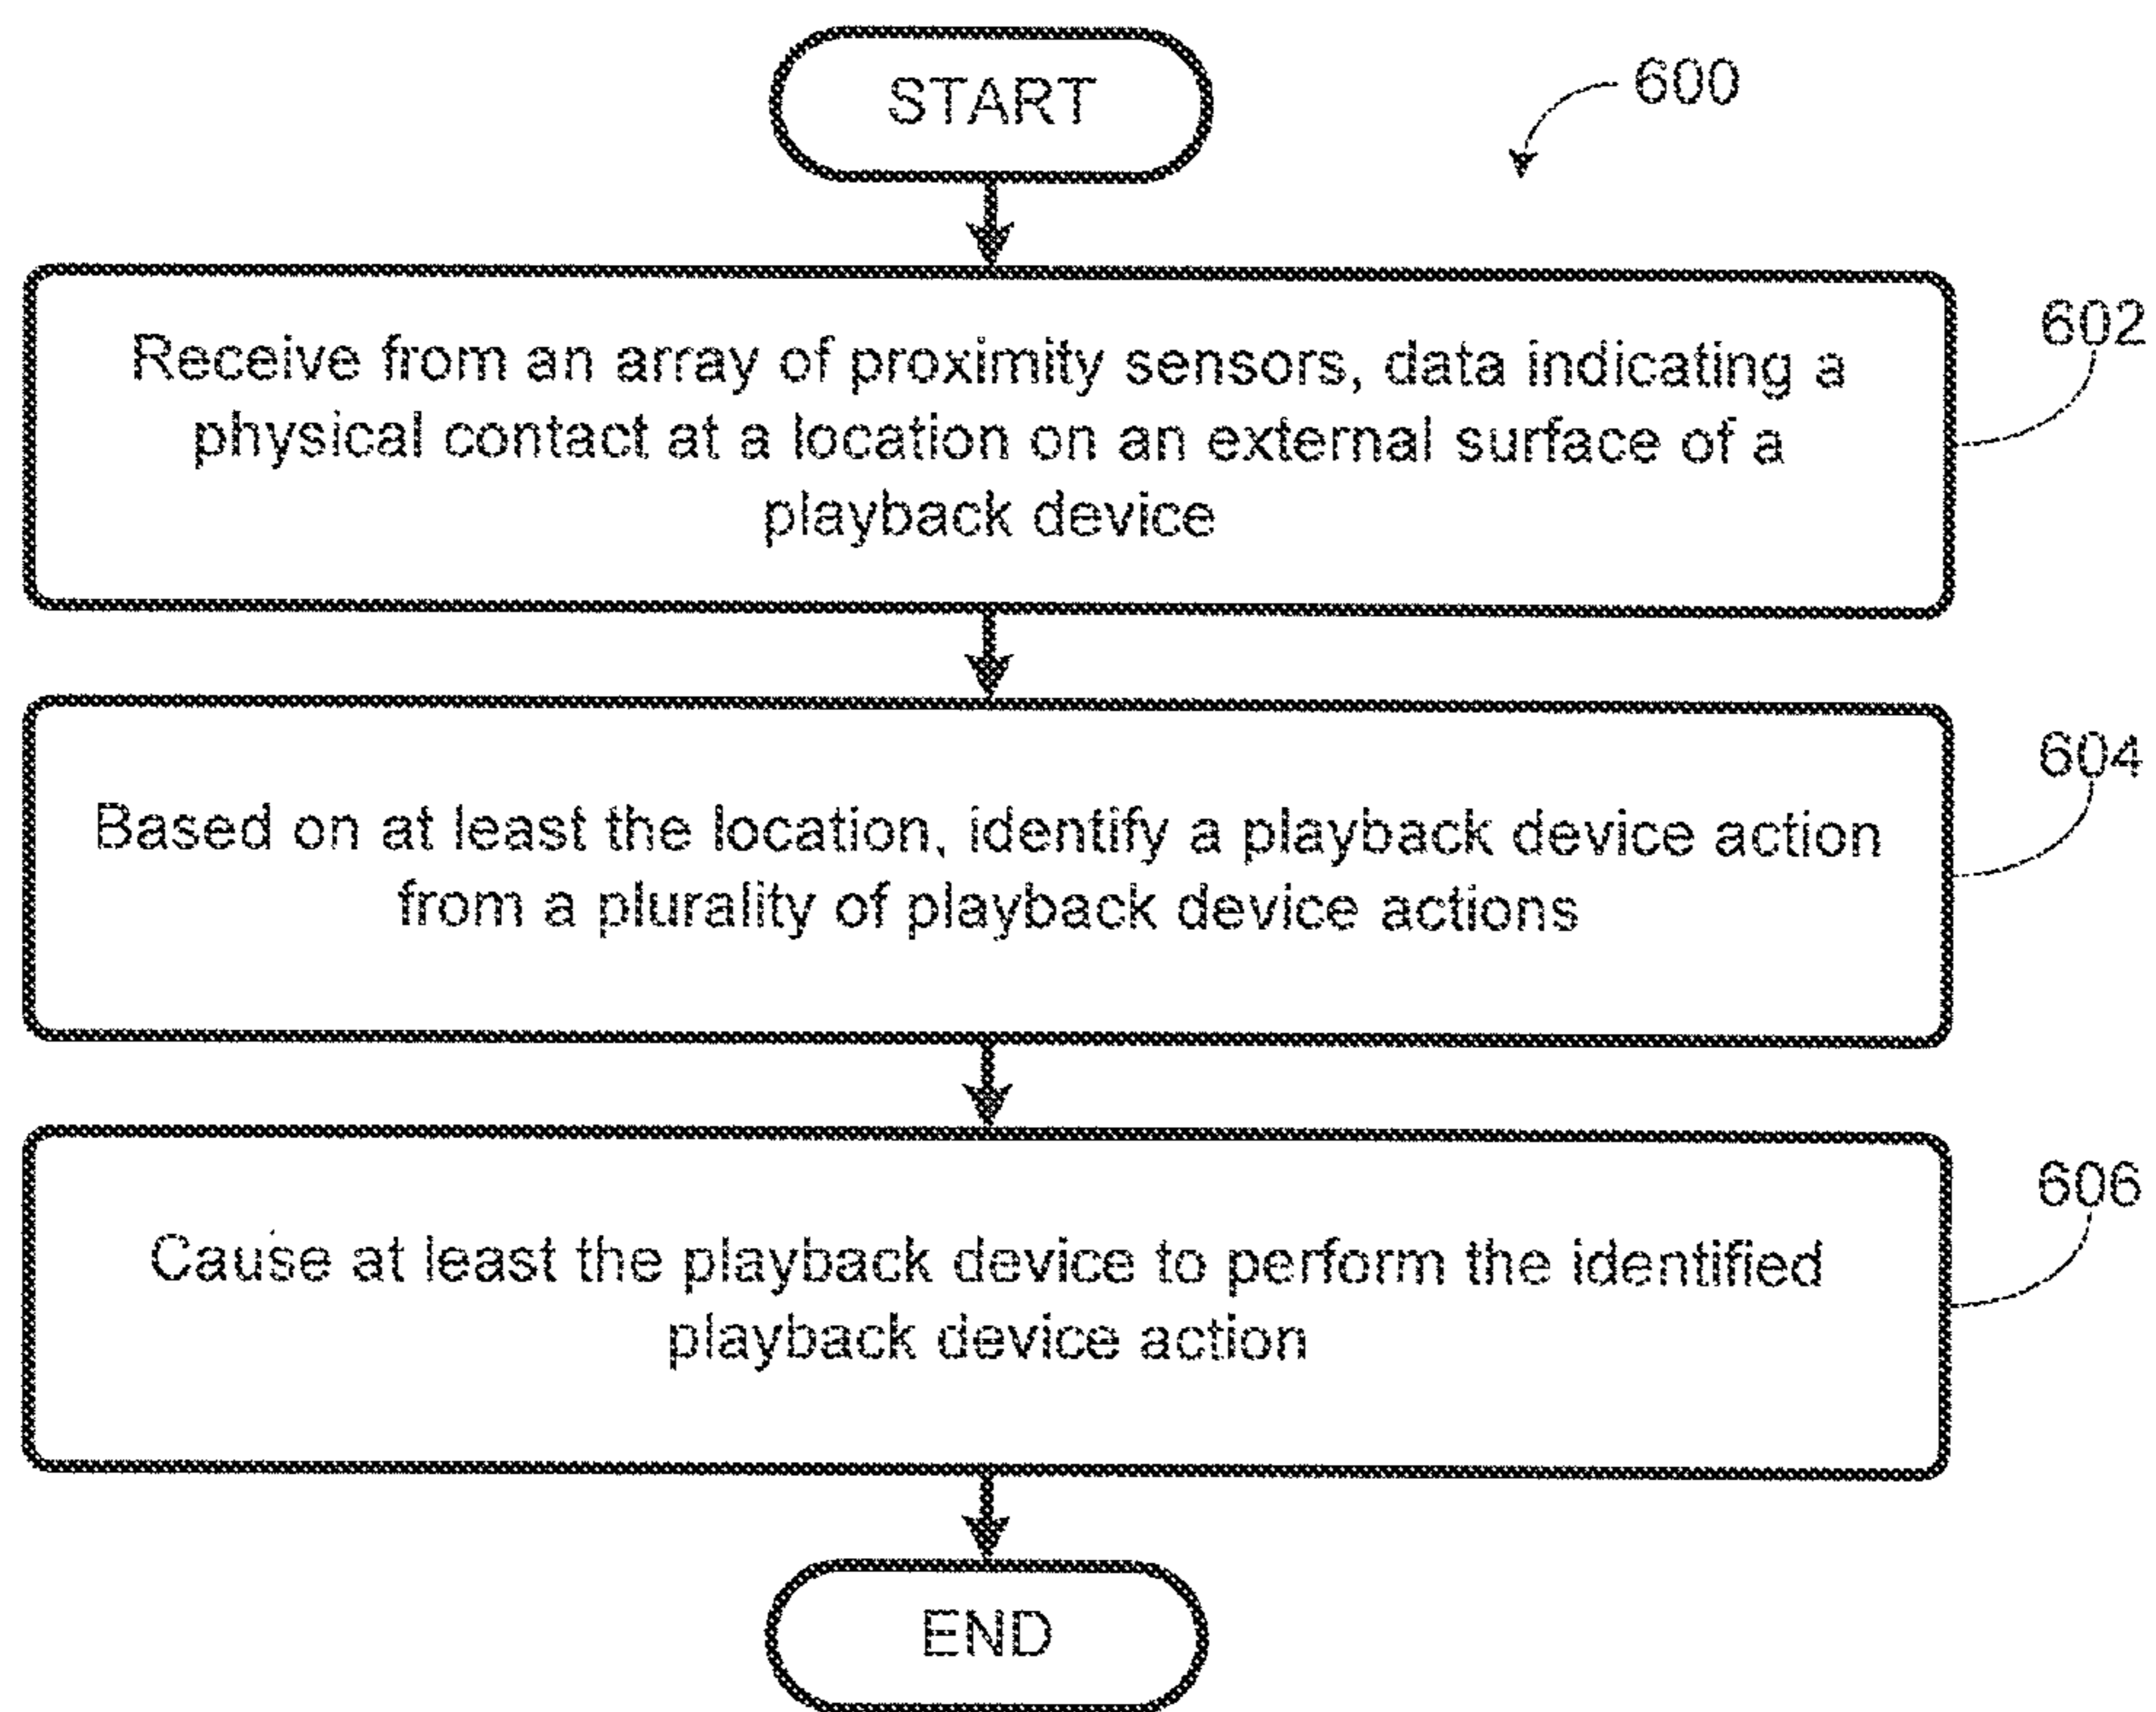 START
600
Receive from an array of proximity sensors, data indicating a
physical contact at a location on an external surface of a
playback device
602
Based on at least the location, identify a playback device action
from a plurality of playback device actions
604
Cause at least the playback device to perform the identified
playback device action
606
END